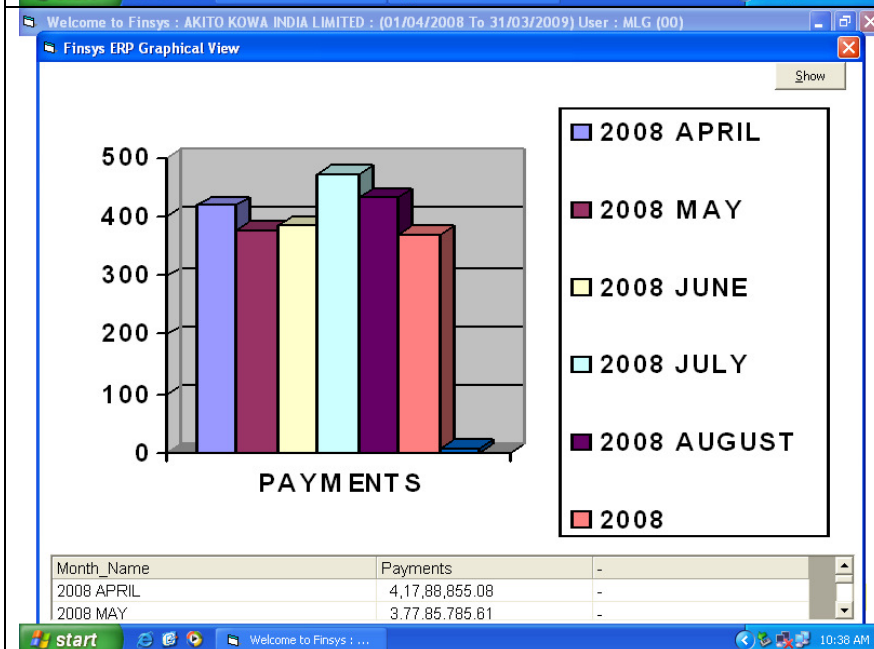 Welcome to Finsys : AKITO KOWA INDIA LIMITED : (01/04/2008 To 31/03/2009) User : MLG (00)
Finsys ERP Graphical View
Show
500
400
300
200
100
0
PAYMENTS
2008 APRIL
2008 MAY
2008 JUNE
2008 JULY
2008 AUGUST
2008
Month_Name Payments -
2008 APRIL 4,17,88,855.08 -
2008 MAY 3,77,85,785.61 -
start Welcome to Finsys : ... 10:38 AM